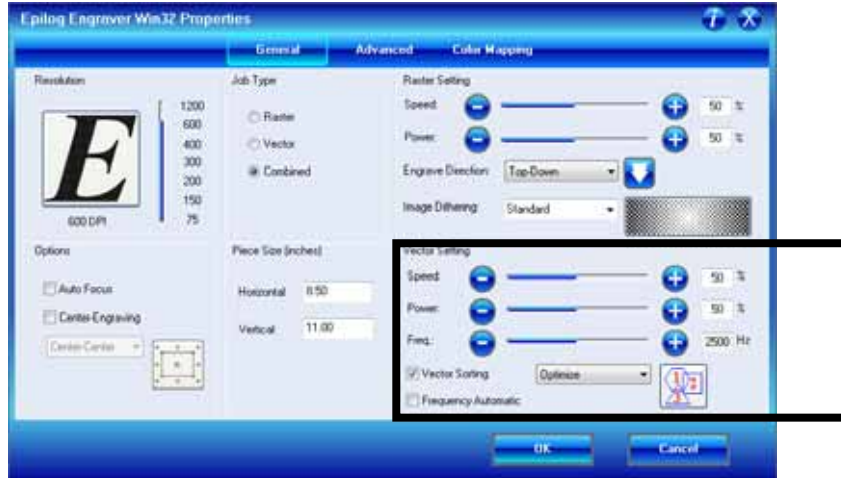 Epilog Engraver Win32 Properties
General Advanced Color Mapping
Resolution
1200
600
400
300
200
150
75
E
600 DPI
Job Type
Raster
Vector
Combined
Raster Setting
Speed: 50 %
Power: 50 %
Engrave Direction: Top-Down
Image Dithering: Standard
Options
Auto Focus
Center-Engraving
Center-Center
Piece Size (inches)
Horizontal 8.50
Vertical 11.00
Vector Setting
Speed: 50 %
Power: 50 %
Freq.: 2500 Hz
Vector Sorting Optimize
Frequency Automatic
OK Cancel